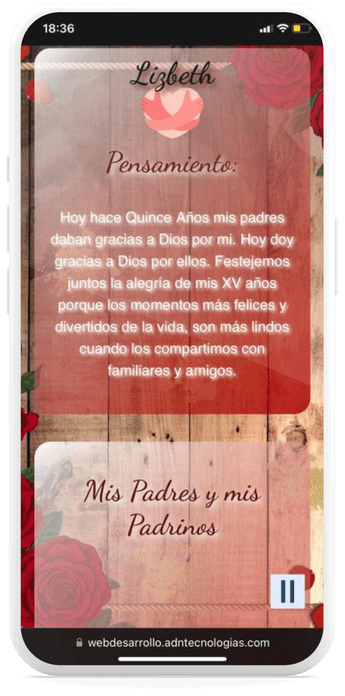 18:36
Lizbeth
Pensamiento:
Hoy hace Quince Años mis padres
daban gracias a Dios por mi. Hoy doy
gracias a Dios por ellos. Festejemos
juntos la alegría de mis XV años
porque los momentos más felices y
divertidos de la vida, son más lindos
cuando los compartimos con
familiares y amigos.
Mis Padres y mis
Padrinos
webdesarrollo.adntecnologias.com